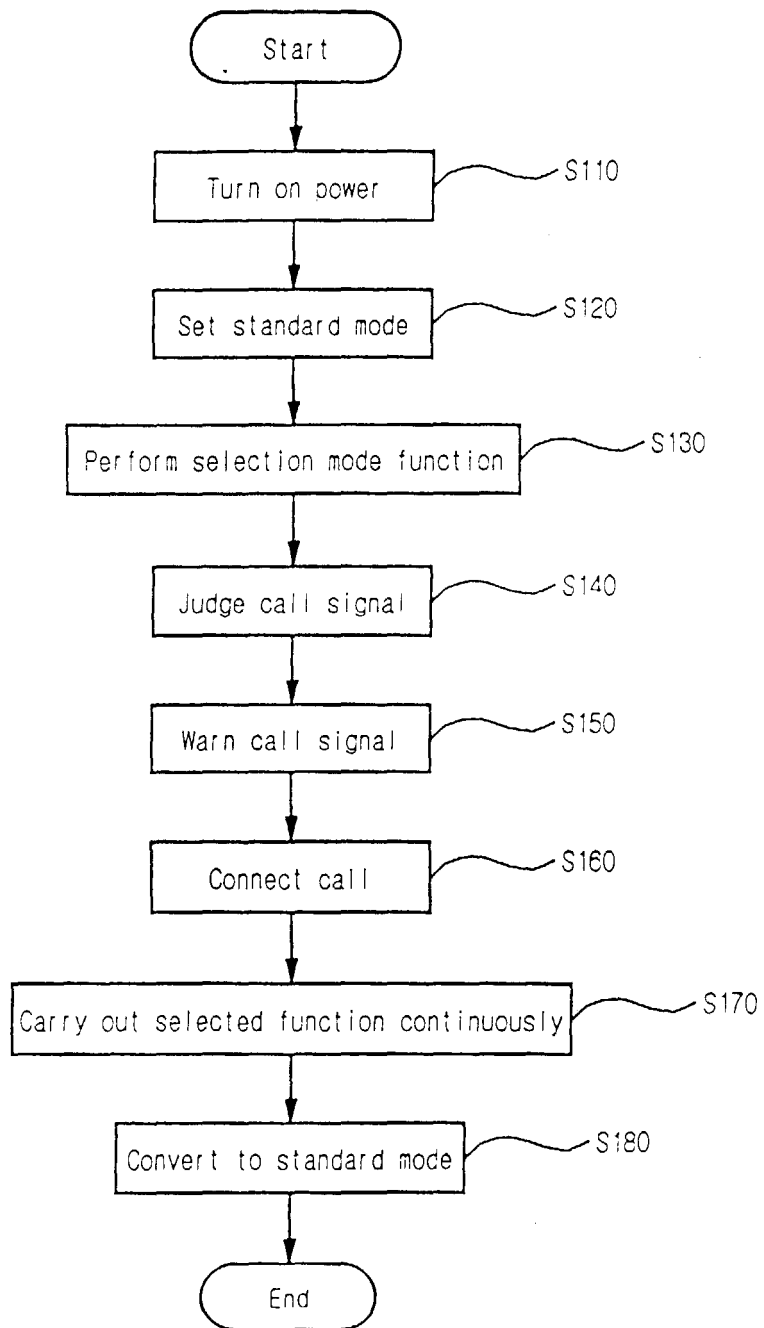 Start
Turn on power
S110
Set standard mode
S120
Perform selection mode function
S130
Judge call signal
S140
Warn call signal
S150
Connect call
S160
Carry out selected function continuously
S170
Convert to standard mode
S180
End